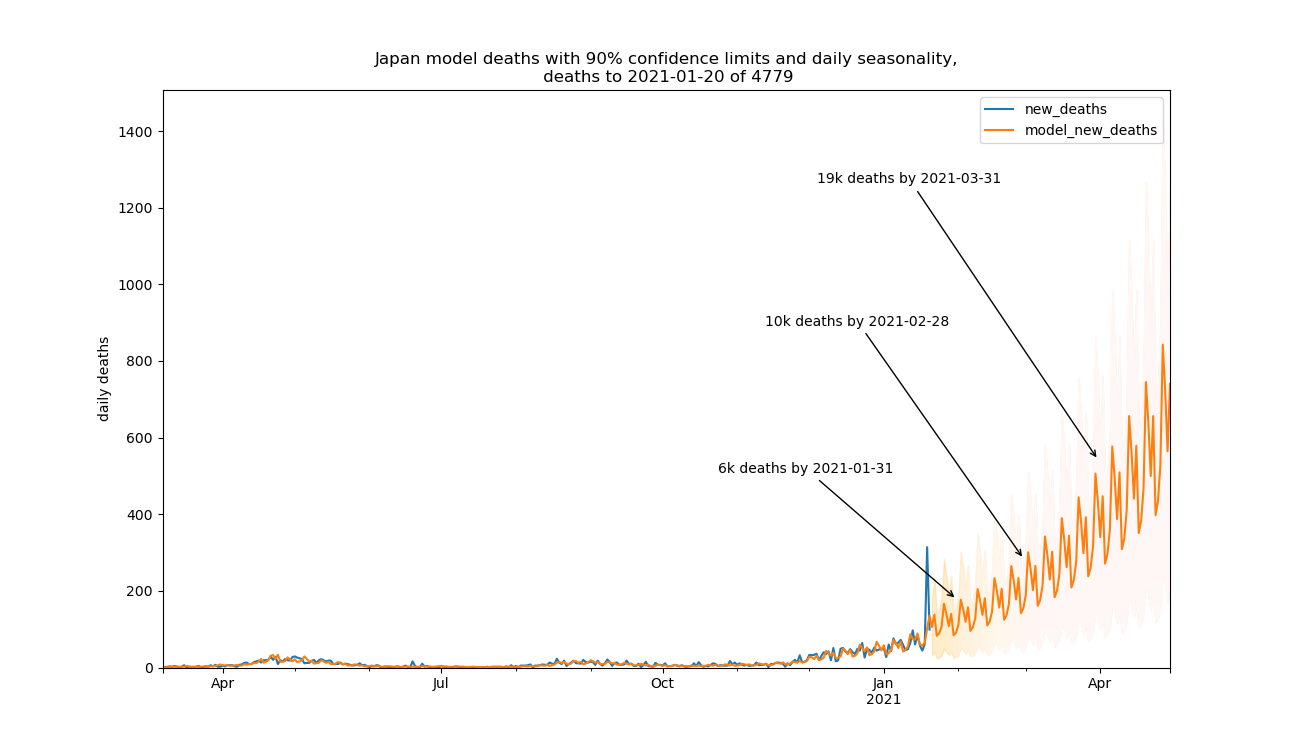 Japan model deaths with 90% confidence limits and daily seasonality,
deaths to 2021-01-20 of 4779
new_deaths
model_new_deaths
1400
1200
1000
800
600
400
200
0
daily deaths
19k deaths by 2021-03-31
10k deaths by 2021-02-28
6k deaths by 2021-01-31
Apr
Jul
Oct
Jan
2021
Apr